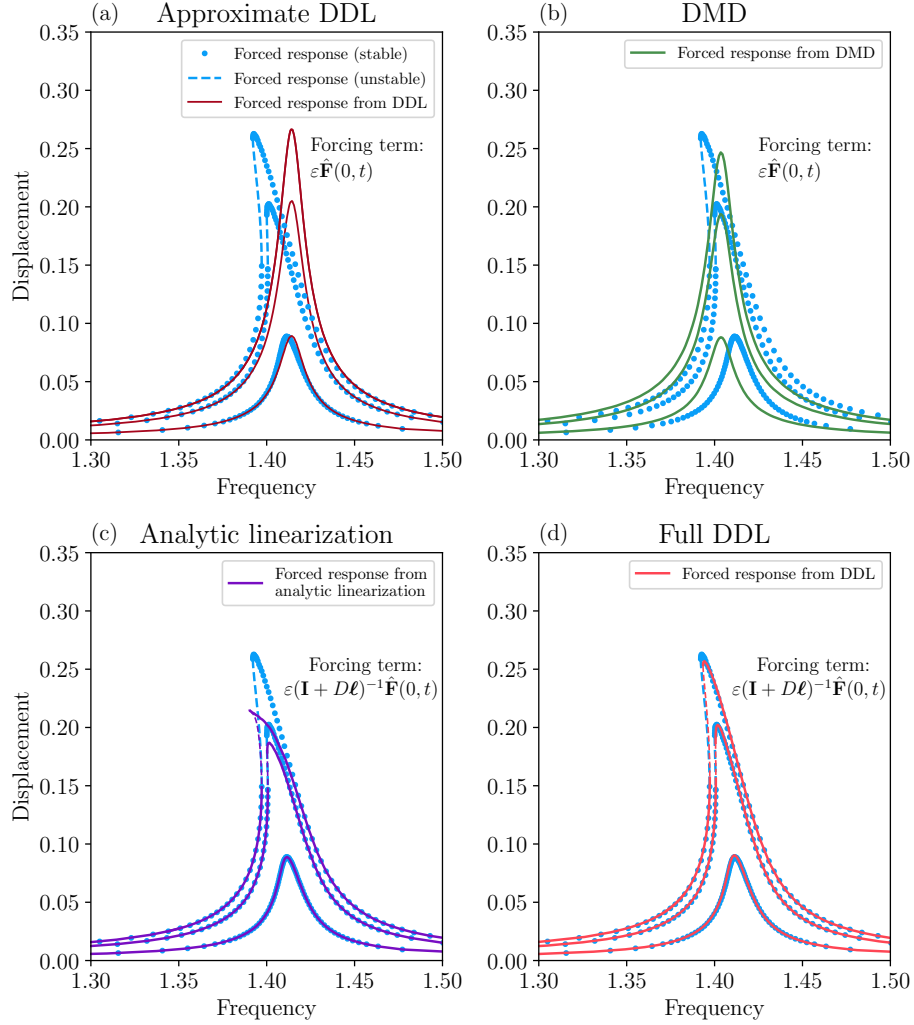 (a) Approximate DDL
0.35
0.30
0.25
0.20
0.15
0.10
0.05
0.00
Displacement
Forced response (stable)
Forced response (unstable)
Forced response from DDL
Forcing term:
εF̂(0, t)
1.30 1.35 1.40 1.45 1.50
Frequency
(b) DMD
0.35
0.30
0.25
0.20
0.15
0.10
0.05
0.00
Forced response from DMD
Forcing term:
εF̂(0, t)
1.30 1.35 1.40 1.45 1.50
Frequency
(c) Analytic linearization
0.35
0.30
0.25
0.20
0.15
0.10
0.05
0.00
Displacement
Forced response from
analytic linearization
Forcing term:
ε(I + Dℓ)⁻¹F̂(0, t)
1.30 1.35 1.40 1.45 1.50
Frequency
(d) Full DDL
0.35
0.30
0.25
0.20
0.15
0.10
0.05
0.00
Forced response from DDL
Forcing term:
ε(I + Dℓ)⁻¹F̂(0, t)
1.30 1.35 1.40 1.45 1.50
Frequency